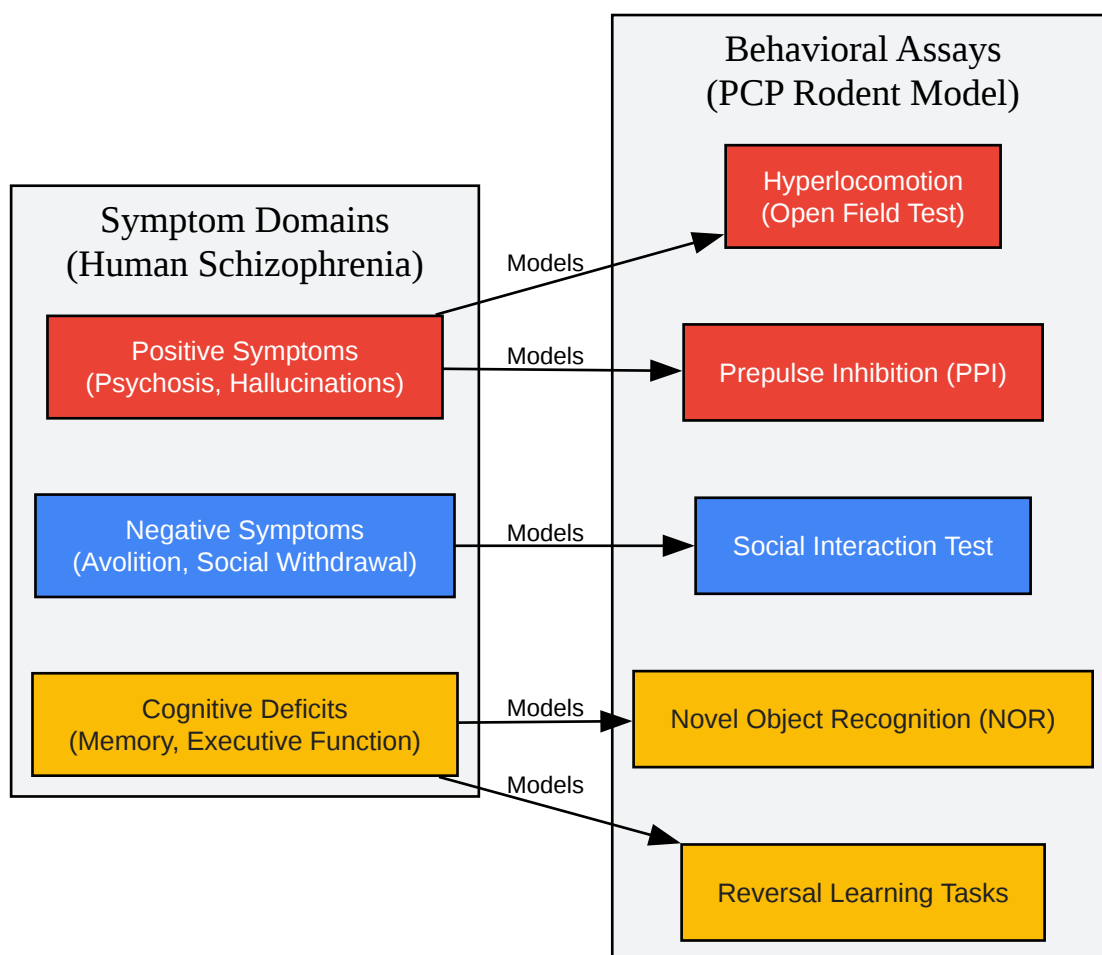 Symptom Domains
(Human Schizophrenia)
Positive Symptoms
(Psychosis, Hallucinations)
Negative Symptoms
(Avolition, Social Withdrawal)
Cognitive Deficits
(Memory, Executive Function)
Models
Models
Models
Models
Models
Behavioral Assays
(PCP Rodent Model)
Hyperlocomotion
(Open Field Test)
Prepulse Inhibition (PPI)
Social Interaction Test
Novel Object Recognition (NOR)
Reversal Learning Tasks